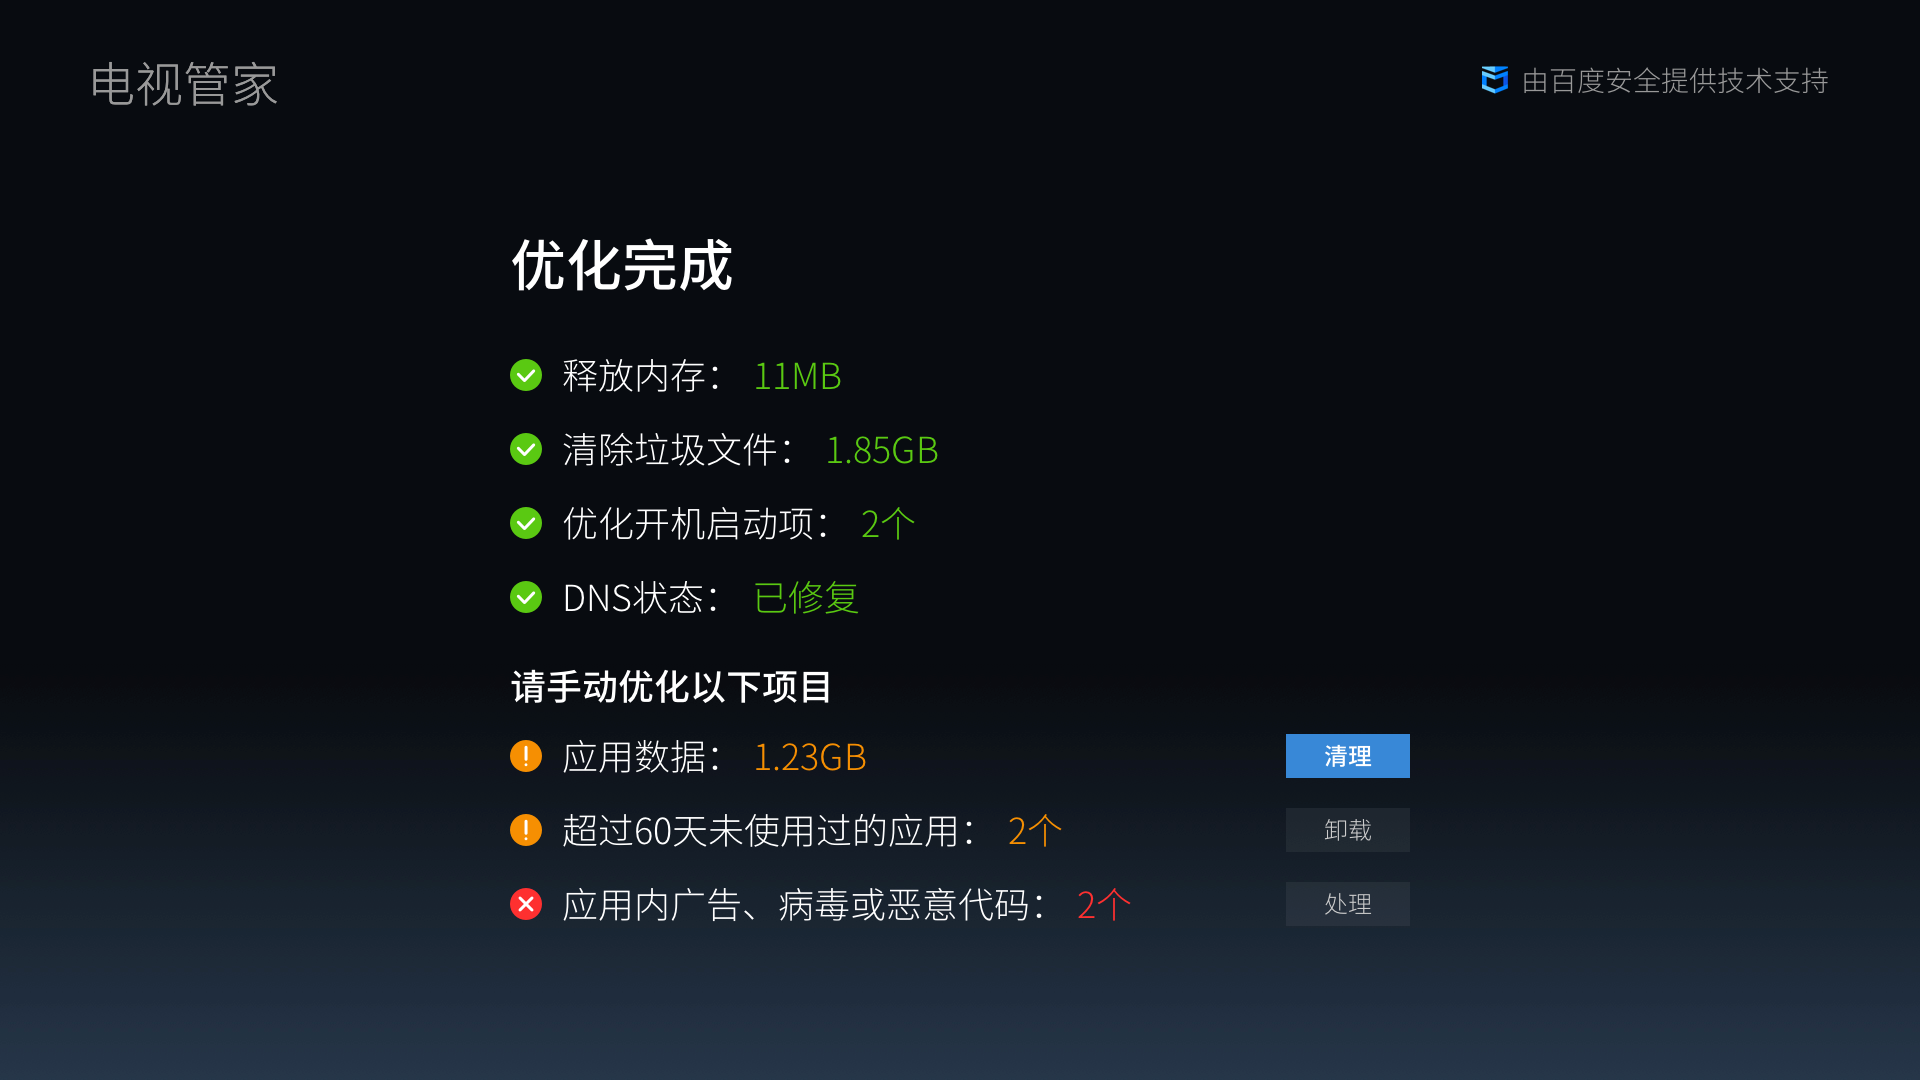 电视管家
由百度安全提供技术支持
优化完成
释放内存： 11MB
清除垃圾文件： 1.85GB
优化开机启动项： 2个
DNS状态： 已修复
请手动优化以下项目
应用数据： 1.23GB 清理
超过60天未使用过的应用： 2个 卸载
应用内广告、病毒或恶意代码： 2个 处理